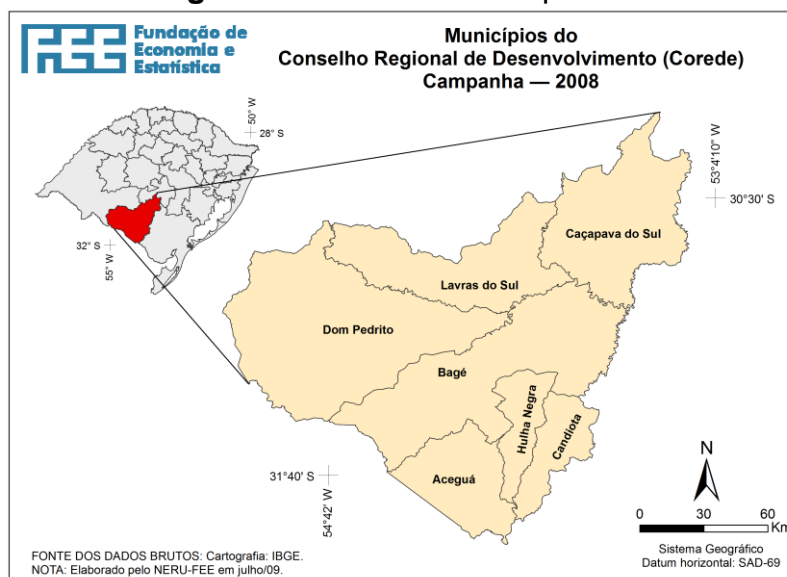 FEE
Fundação de
Economia e
Estatística
Municípios do
Conselho Regional de Desenvolvimento (Corede)
Campanha — 2008
50° W
28° S
32° S
55° W
53°4'10" W
30°30' S
Caçapava do Sul
Lavras do Sul
Dom Pedrito
Bagé
Hulha Negra
Candiota
Aceguá
31°40' S
54°42' W
N
0 30 60
Km
Sistema Geográfico
Datum horizontal: SAD-69
FONTE DOS DADOS BRUTOS: Cartografia: IBGE.
NOTA: Elaborado pelo NERU-FEE em julho/09.